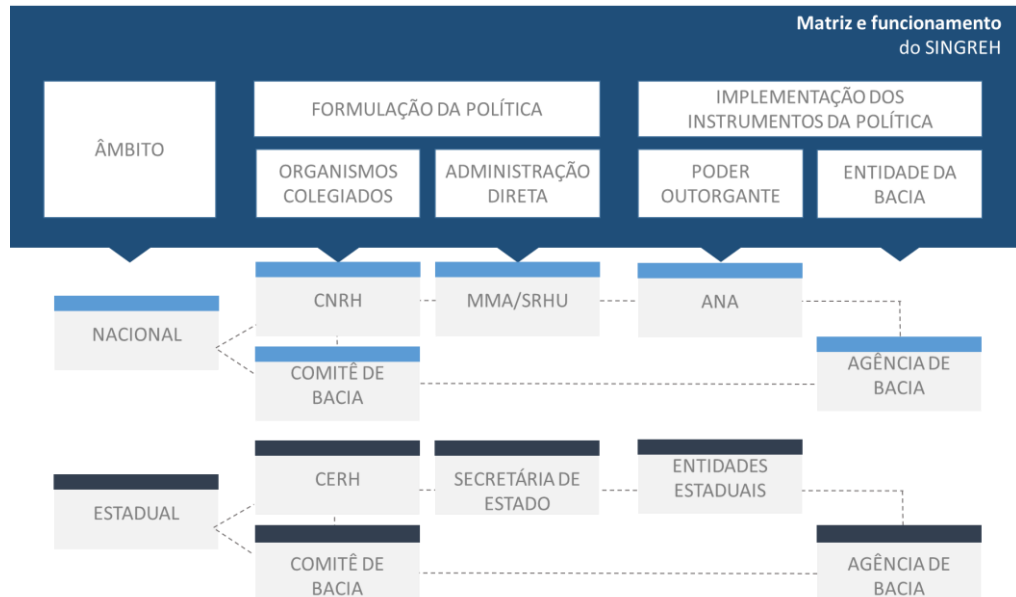 Matriz e funcionamento
do SINGREH
ÂMBITO
FORMULAÇÃO DA POLÍTICA
IMPLEMENTAÇÃO DOS
INSTRUMENTOS DA POLÍTICA
ORGANISMOS
COLEGIADOS
ADMINISTRAÇÃO
DIRETA
PODER
OUTORGANTE
ENTIDADE DA
BACIA
NACIONAL
CNRH
MMA/SRHU
ANA
COMITÊ DE
BACIA
AGÊNCIA DE
BACIA
ESTADUAL
CERH
SECRETÁRIA DE
ESTADO
ENTIDADES
ESTADUAIS
COMITÊ DE
BACIA
AGÊNCIA DE
BACIA